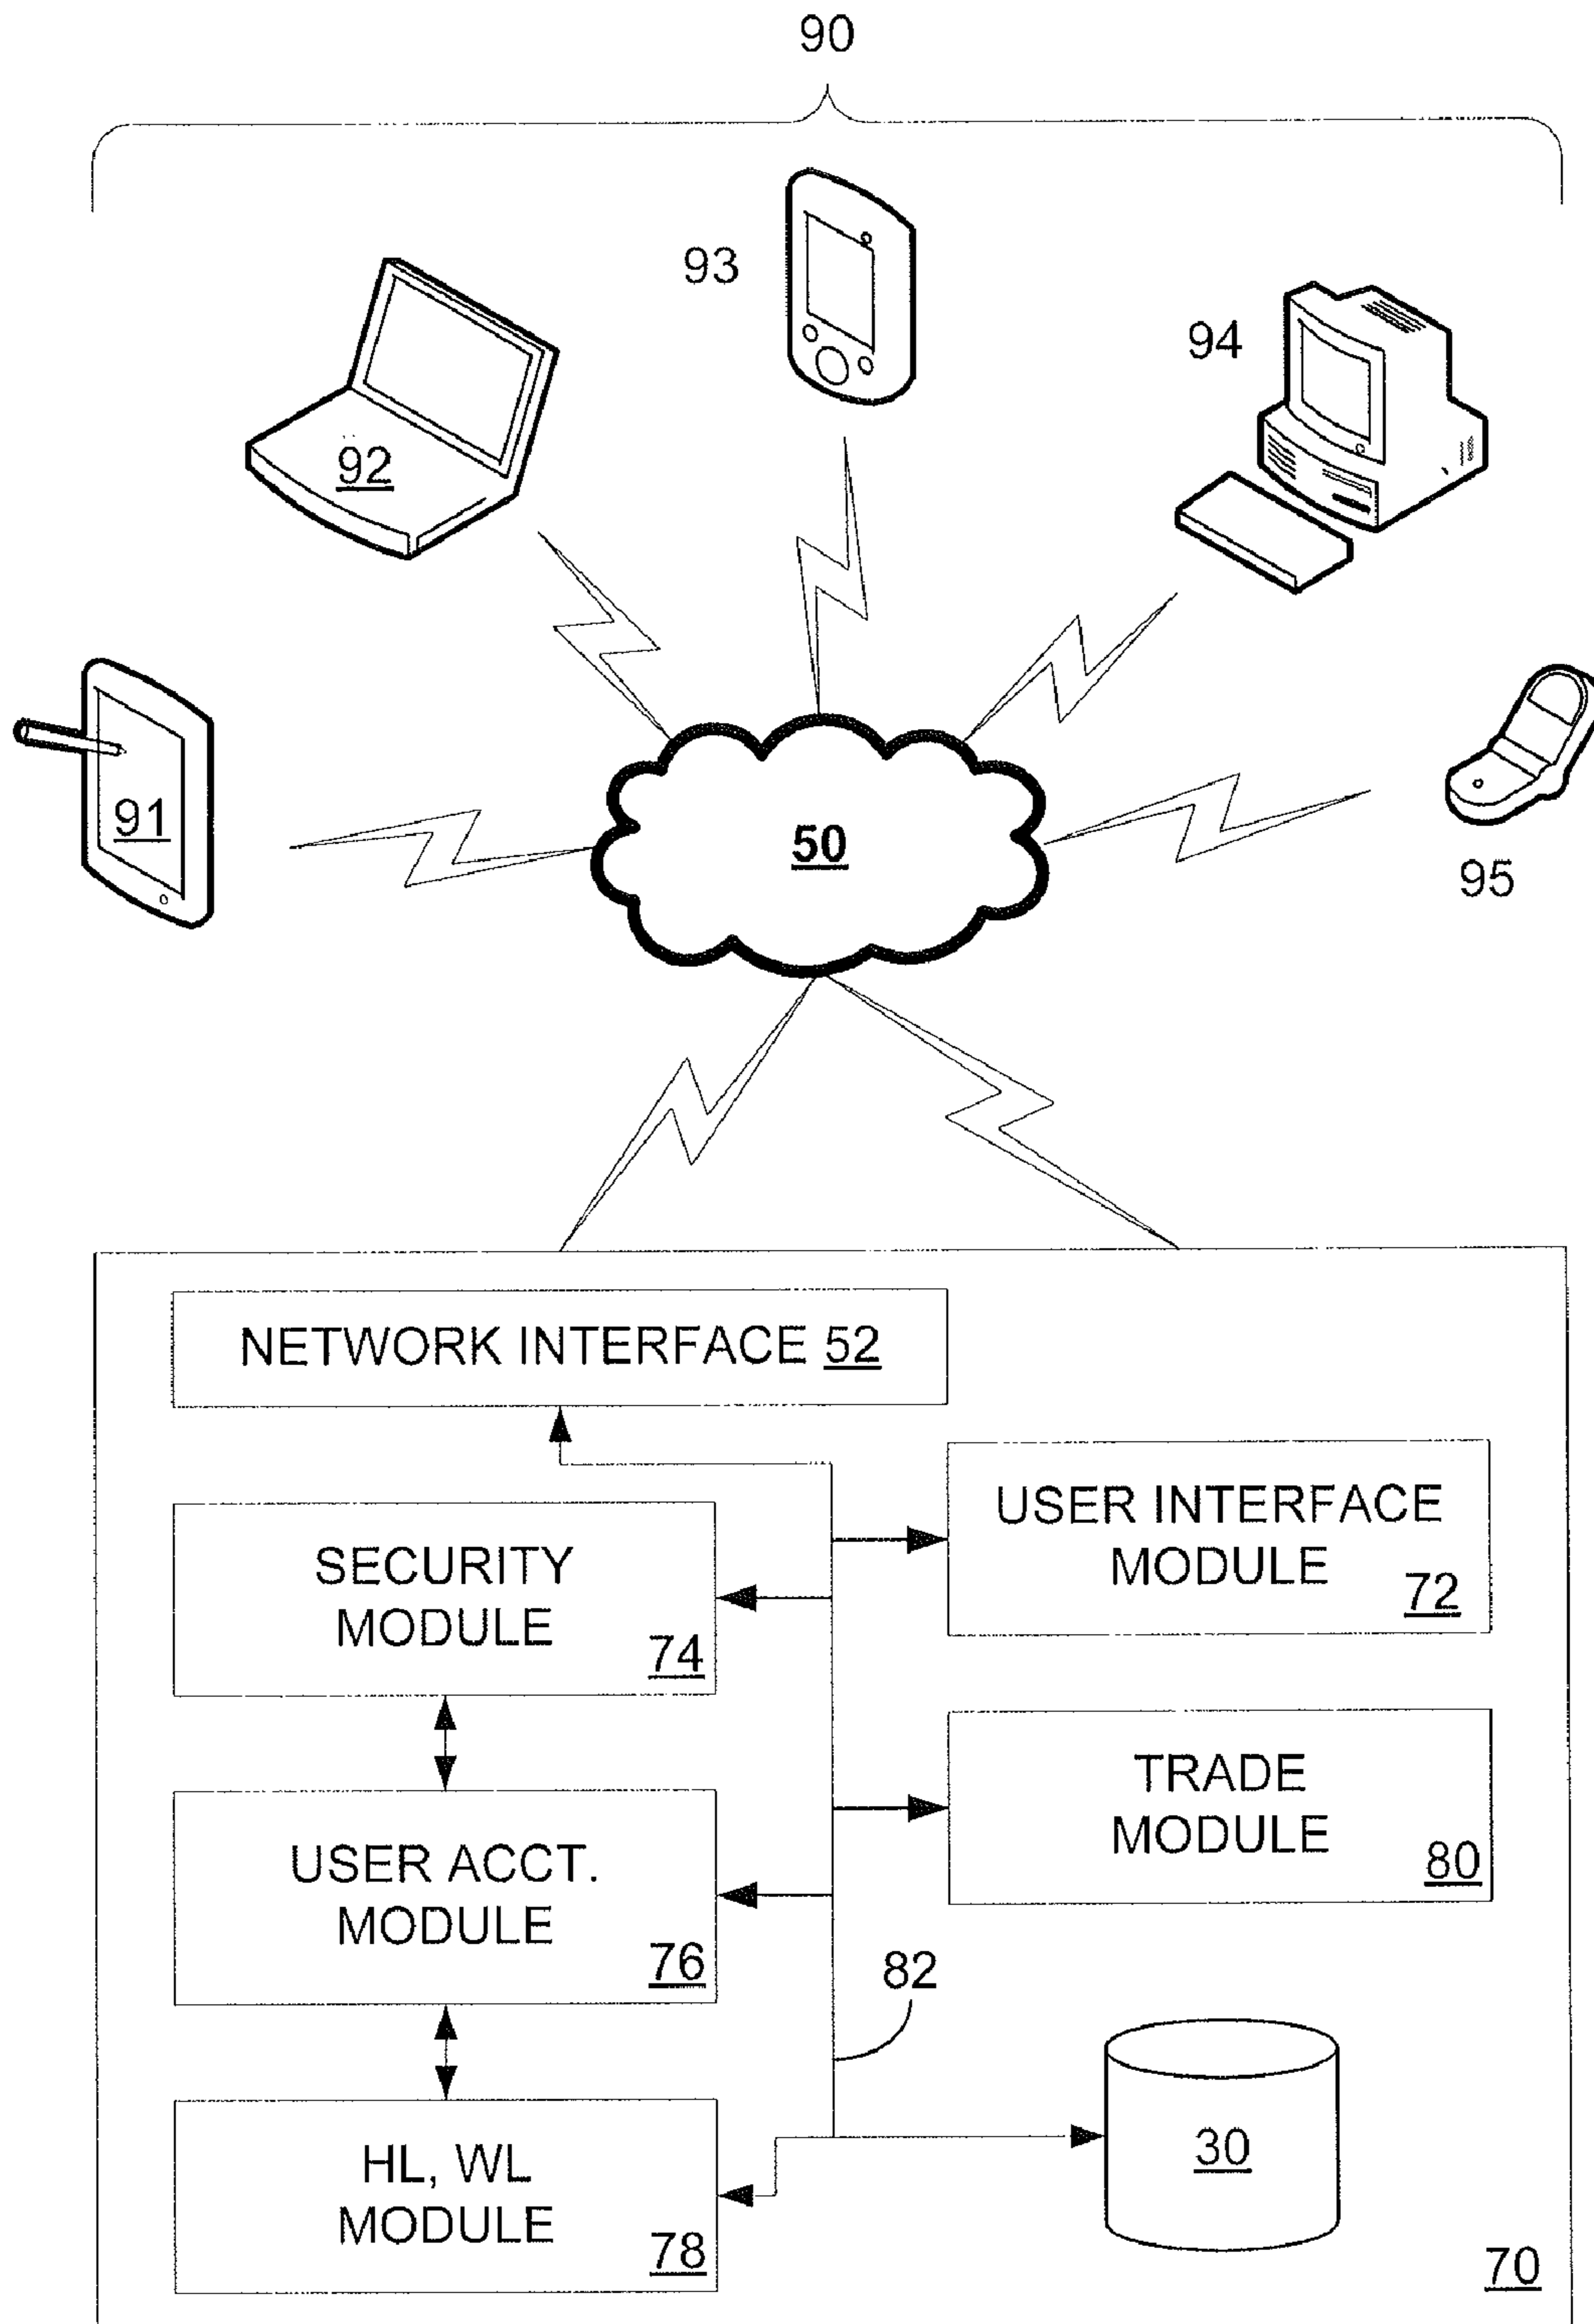 90
93
94
92
91
50
95
NETWORK INTERFACE 52
USER INTERFACE
MODULE
72
SECURITY
MODULE
74
TRADE
MODULE
80
USER ACCT.
MODULE
76
82
HL, WL
MODULE
78
30
70